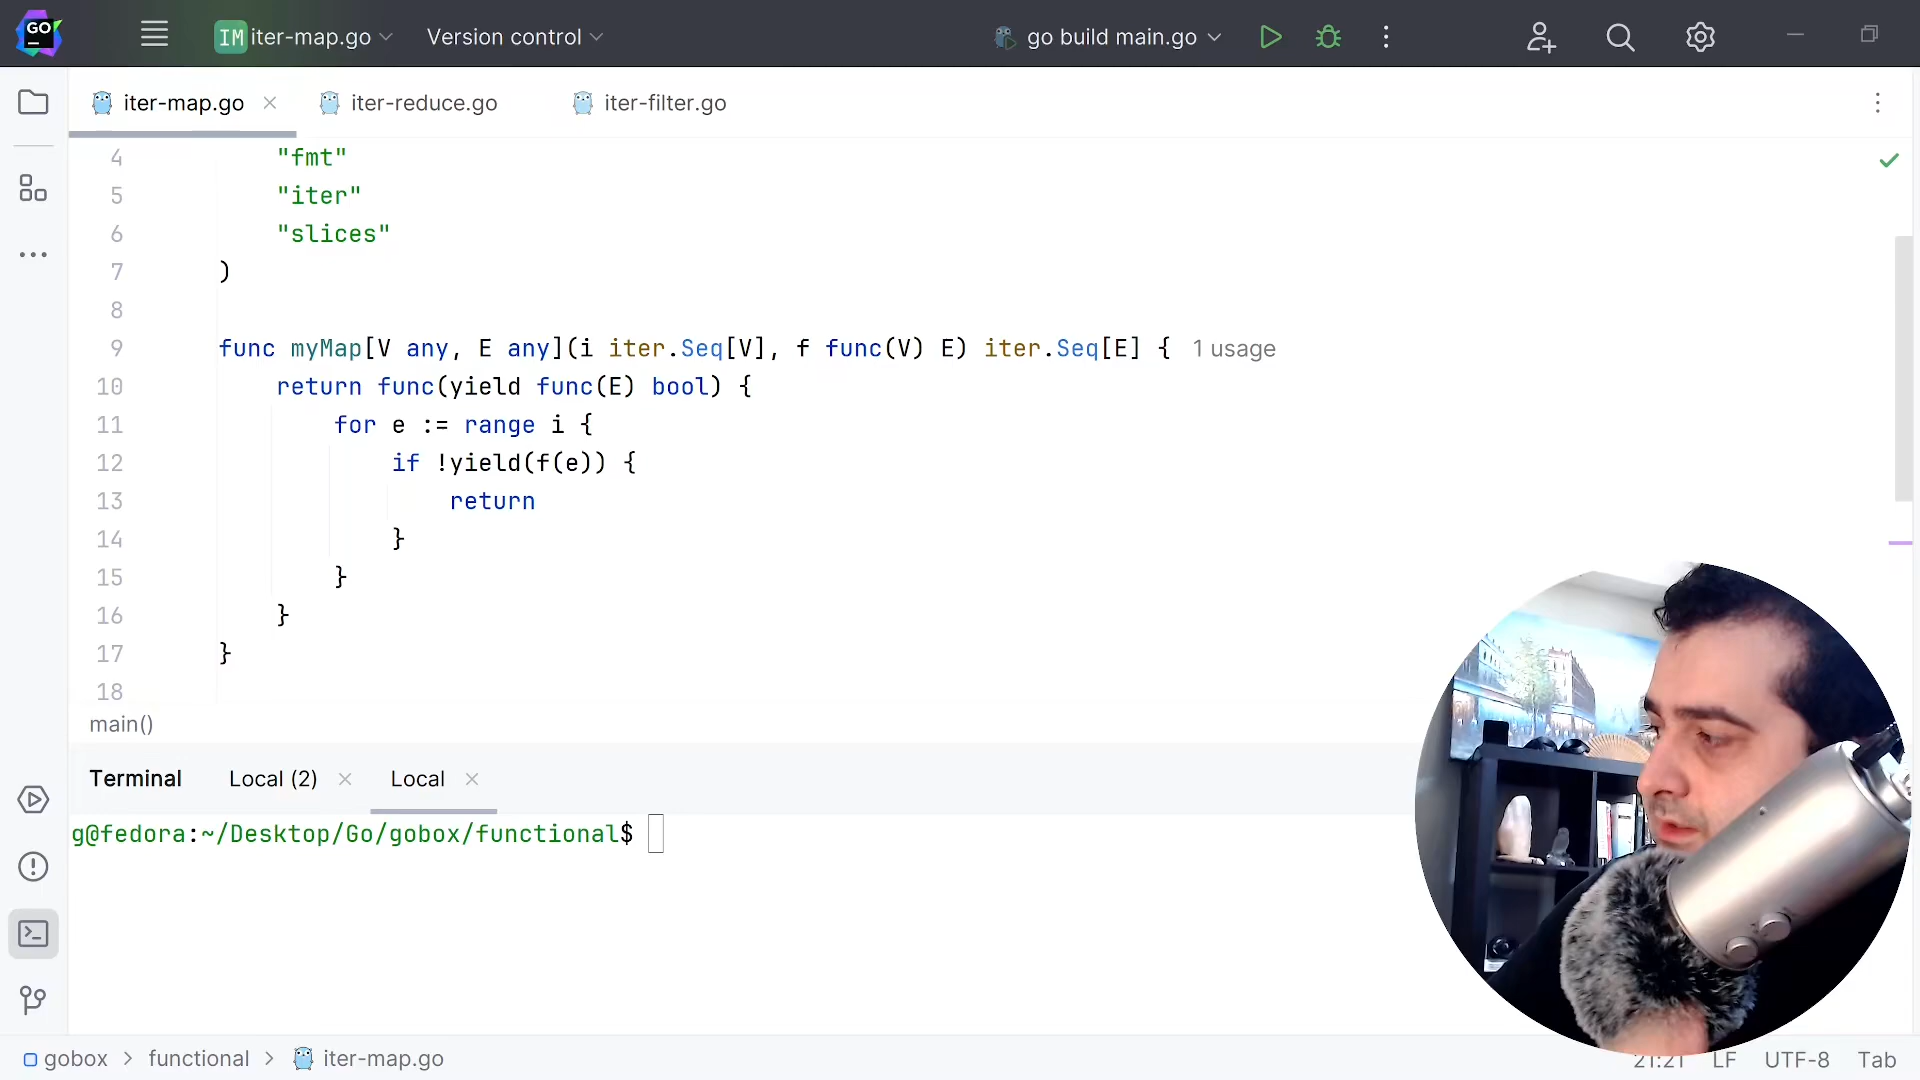 GO
IM iter-map.go
Version control
go build main.go
iter-map.go
iter-reduce.go
iter-filter.go
4 "fmt"
5 "iter"
6 "slices"
7 )
8
9 func myMap[V any, E any](i iter.Seq[V], f func(V) E) iter.Seq[E] { 1 usage
10 return func(yield func(E) bool) {
11 for e := range i {
12 if !yield(f(e)) {
13 return
14 }
15 }
16 }
17 }
18
main()
Terminal
Local (2)
Local
g@fedora:~/Desktop/Go/gobox/functional$
gobox > functional > iter-map.go
21:21 LF UTF-8 Tab